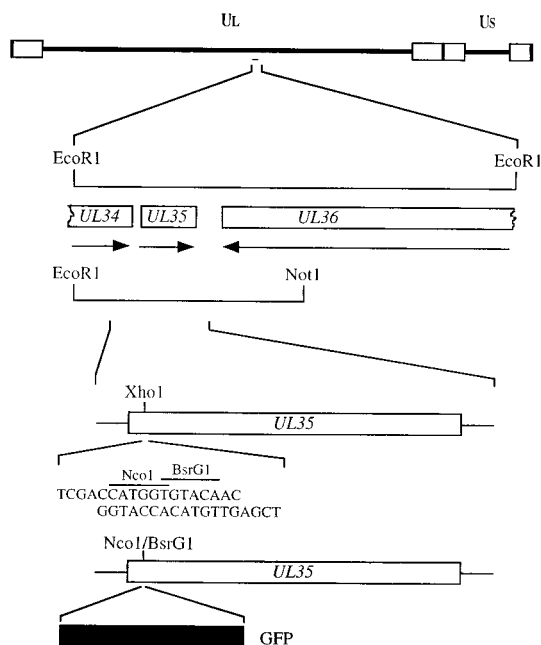 UL US
EcoR1 EcoR1
UL34 UL35 UL36
EcoR1 Not1
Xho1
UL35
Nco1 BsrG1
TCGACCATGGTGTACAAC
GGTACCACATGTTGAGCT
Nco1/BsrG1
UL35
GFP